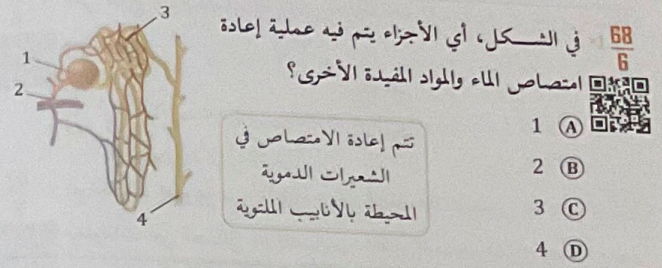 68
6
في الشكل، أي الأجزاء يتم فيه عملية إعادة
امتصاص الماء والمواد المفيدة الأخرى؟
1 A
2 B
3 C
4 D
تتم إعادة الامتصاص في
الشعيرات الدموية
المحيطة بالأنابيب الملتوية
3
1
2
4